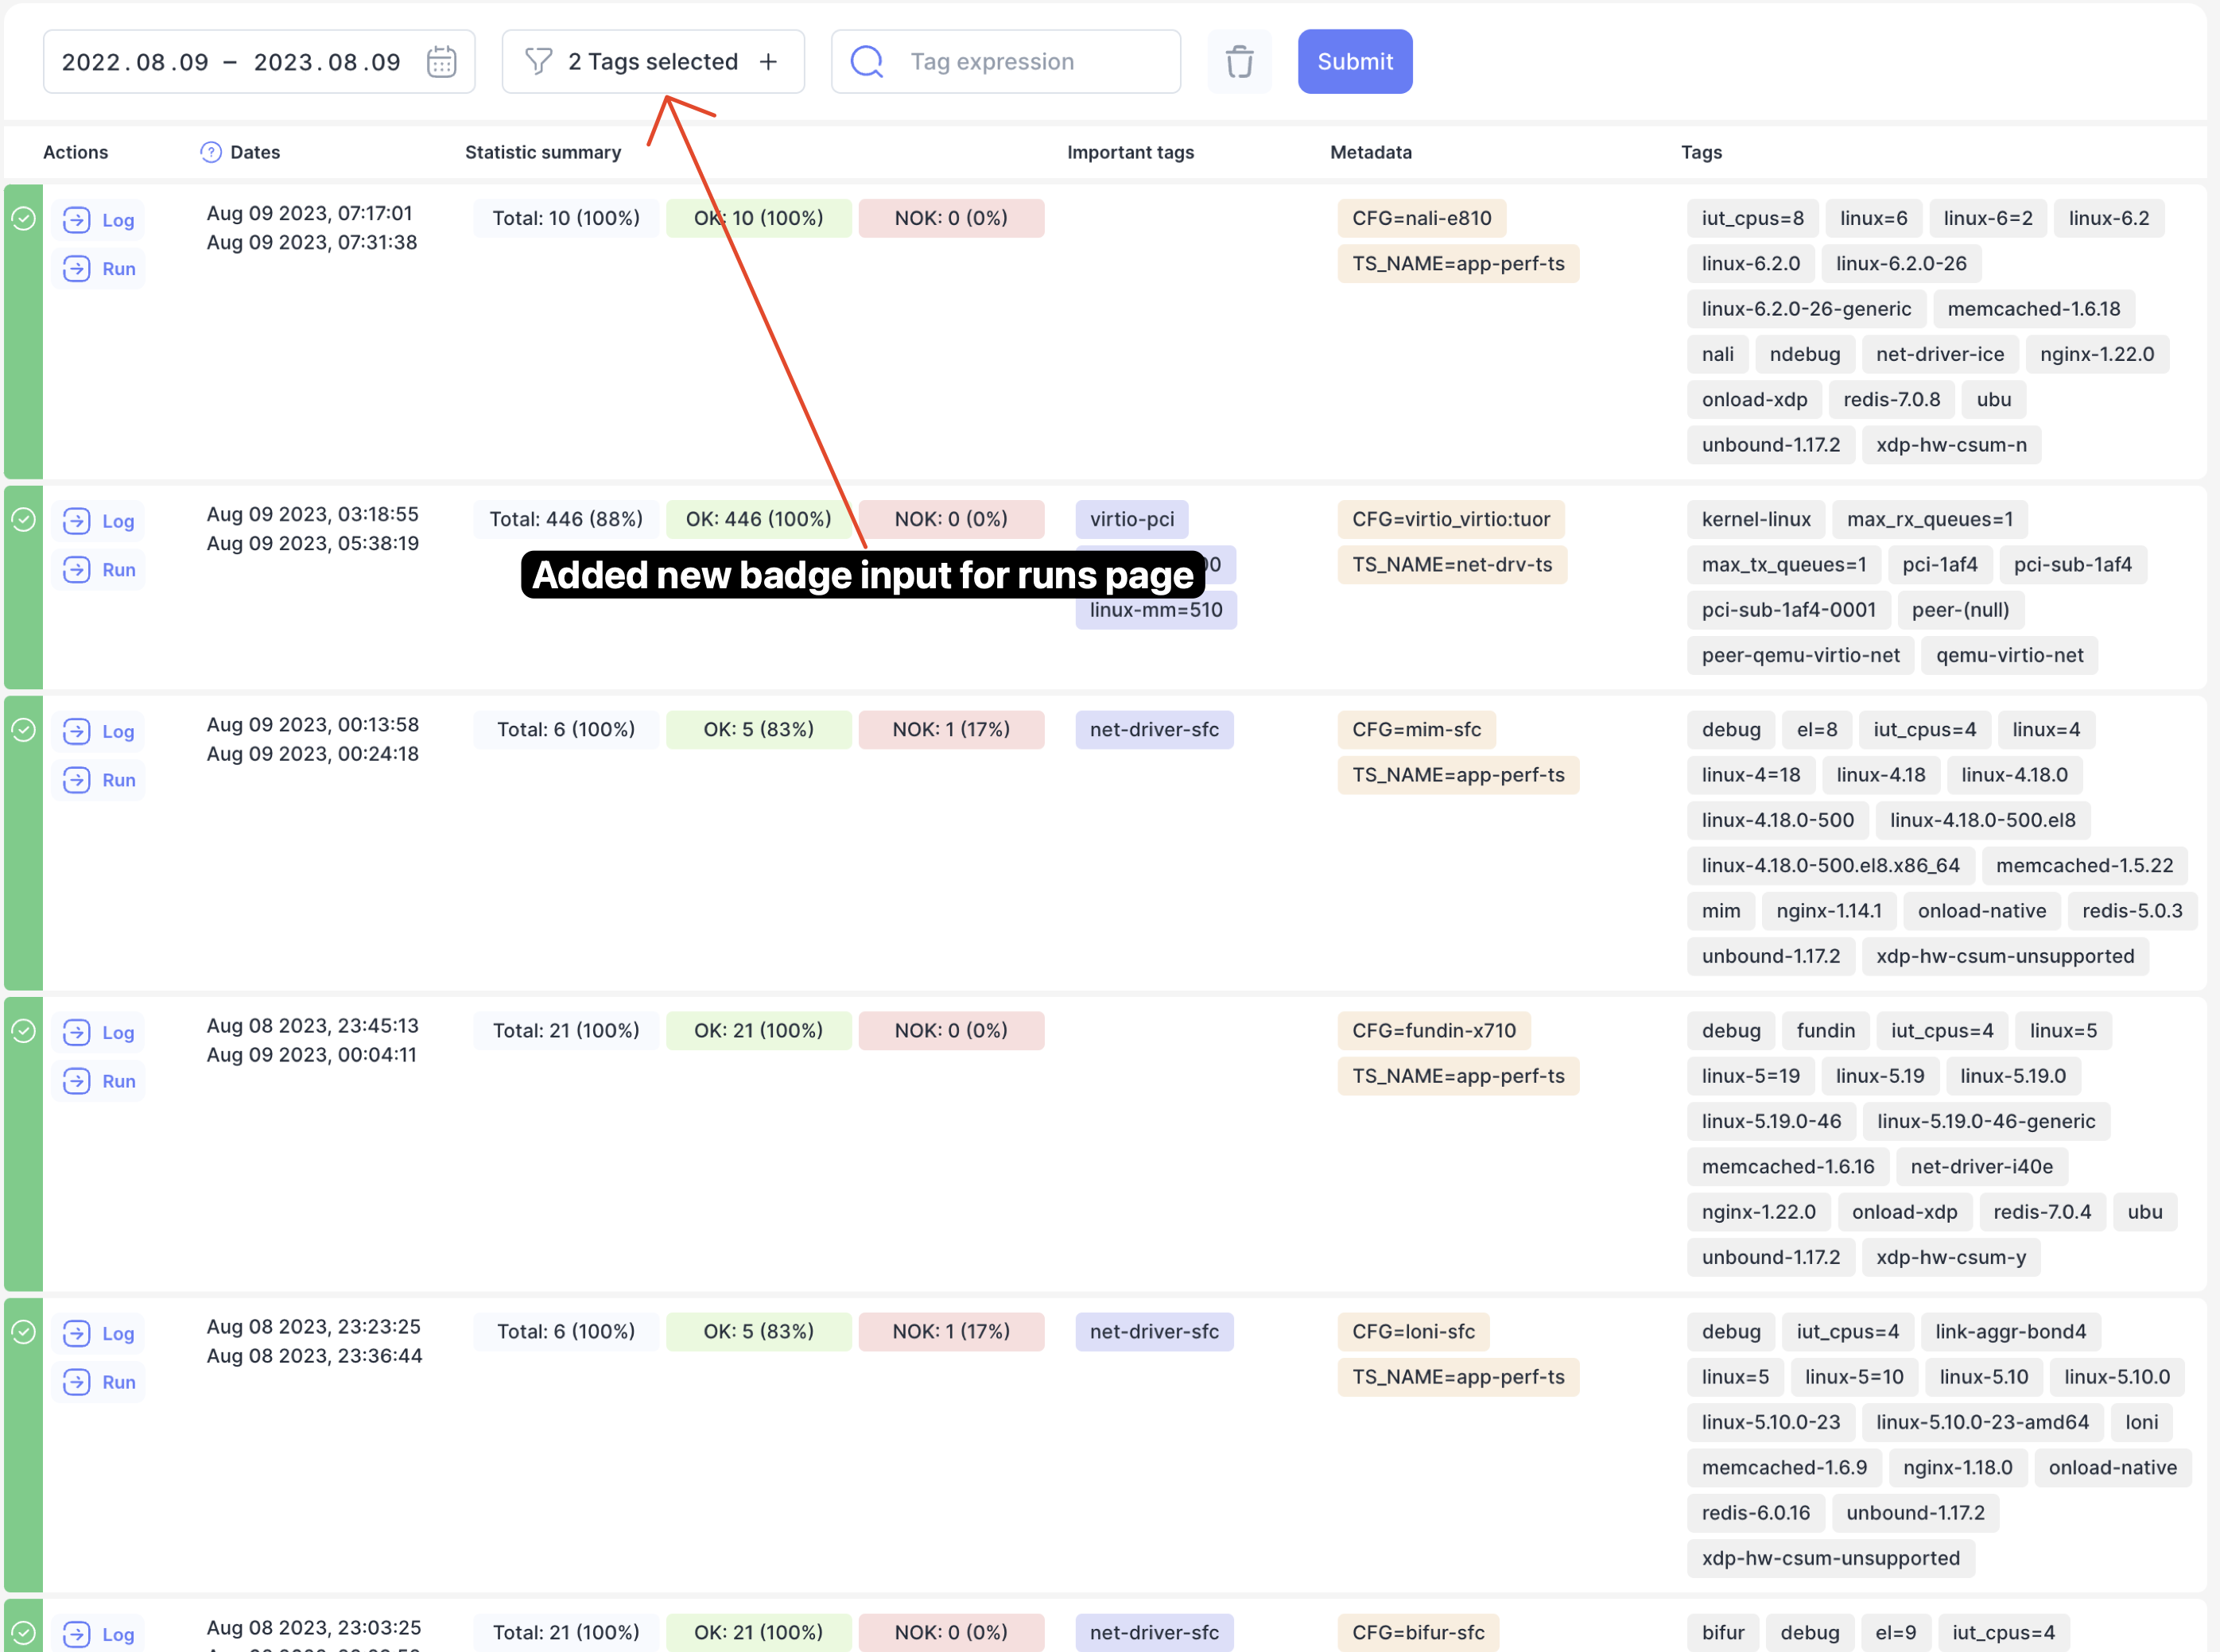 2022.08.09 – 2023.08.09 2 Tags selected + Tag expression Submit
Actions Dates Statistic summary Important tags Metadata Tags
Log Aug 09 2023, 07:17:01 Total: 10 (100%) OK: 10 (100%) NOK: 0 (0%) CFG=nali-e810 iut_cpus=8 linux=6 linux-6=2 linux-6.2
Aug 09 2023, 07:31:38
Run TS_NAME=app-perf-ts linux-6.2.0 linux-6.2.0-26
linux-6.2.0-26-generic memcached-1.6.18
nali ndebug net-driver-ice nginx-1.22.0
onload-xdp redis-7.0.8 ubu
unbound-1.17.2 xdp-hw-csum-n
Log Aug 09 2023, 03:18:55 Total: 446 (88%) OK: 446 (100%) NOK: 0 (0%) virtio-pci CFG=virtio_virtio:tuor kernel-linux max_rx_queues=1
Aug 09 2023, 05:38:19
Run TS_NAME=net-drv-ts max_tx_queues=1 pci-1af4 pci-sub-1af4
Added new badge input for runs page
linux-mm=510 pci-sub-1af4-0001 peer-(null)
peer-qemu-virtio-net qemu-virtio-net
Log Aug 09 2023, 00:13:58 Total: 6 (100%) OK: 5 (83%) NOK: 1 (17%) net-driver-sfc CFG=mim-sfc debug el=8 iut_cpus=4 linux=4
Aug 09 2023, 00:24:18
Run TS_NAME=app-perf-ts linux-4=18 linux-4.18 linux-4.18.0
linux-4.18.0-500 linux-4.18.0-500.el8
linux-4.18.0-500.el8.x86_64 memcached-1.5.22
mim nginx-1.14.1 onload-native redis-5.0.3
unbound-1.17.2 xdp-hw-csum-unsupported
Log Aug 08 2023, 23:45:13 Total: 21 (100%) OK: 21 (100%) NOK: 0 (0%) CFG=fundin-x710 debug fundin iut_cpus=4 linux=5
Aug 09 2023, 00:04:11
Run TS_NAME=app-perf-ts linux-5=19 linux-5.19 linux-5.19.0
linux-5.19.0-46 linux-5.19.0-46-generic
memcached-1.6.16 net-driver-i40e
nginx-1.22.0 onload-xdp redis-7.0.4 ubu
unbound-1.17.2 xdp-hw-csum-y
Log Aug 08 2023, 23:23:25 Total: 6 (100%) OK: 5 (83%) NOK: 1 (17%) net-driver-sfc CFG=loni-sfc debug iut_cpus=4 link-aggr-bond4
Aug 08 2023, 23:36:44
Run TS_NAME=app-perf-ts linux=5 linux-5=10 linux-5.10 linux-5.10.0
linux-5.10.0-23 linux-5.10.0-23-amd64 loni
memcached-1.6.9 nginx-1.18.0 onload-native
redis-6.0.16 unbound-1.17.2
xdp-hw-csum-unsupported
Log Aug 08 2023, 23:03:25 Total: 21 (100%) OK: 21 (100%) NOK: 0 (0%) net-driver-sfc CFG=bifur-sfc bifur debug el=9 iut_cpus=4